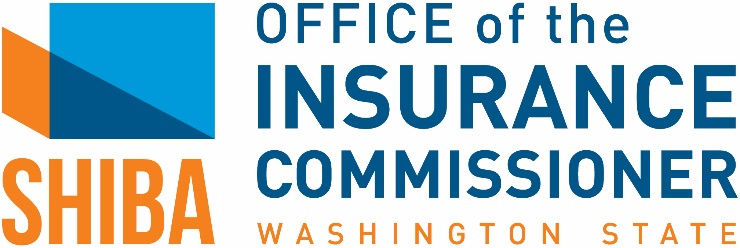 SHIBA
OFFICE of the
INSURANCE
COMMISSIONER
WASHINGTON STATE